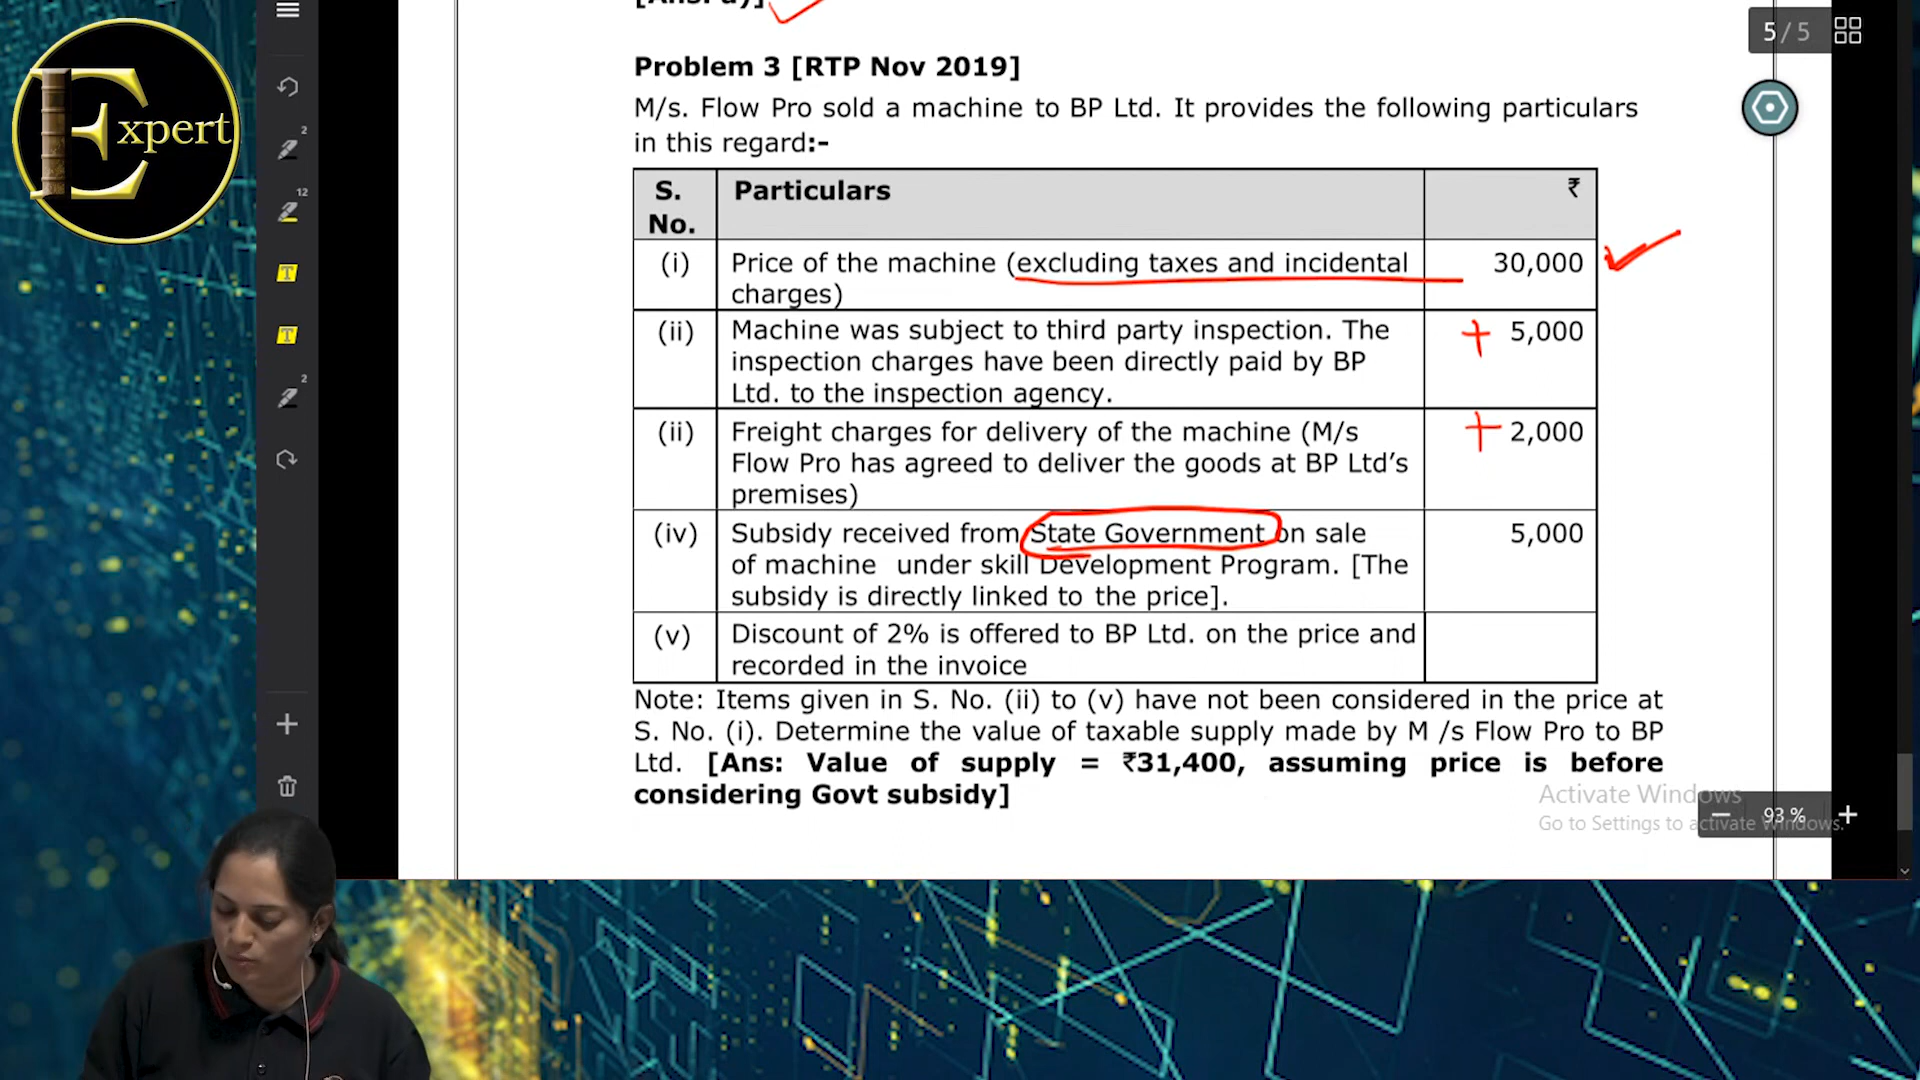 Expert
5 / 5
Problem 3 [RTP Nov 2019]
M/s. Flow Pro sold a machine to BP Ltd. It provides the following particulars
in this regard:-
S. No. Particulars ₹
(i) Price of the machine (excluding taxes and incidental 30,000
charges)
(ii) Machine was subject to third party inspection. The + 5,000
inspection charges have been directly paid by BP
Ltd. to the inspection agency.
(ii) Freight charges for delivery of the machine (M/s + 2,000
Flow Pro has agreed to deliver the goods at BP Ltd's
premises)
(iv) Subsidy received from State Government on sale 5,000
of machine under skill Development Program. [The
subsidy is directly linked to the price].
(v) Discount of 2% is offered to BP Ltd. on the price and
recorded in the invoice
Note: Items given in S. No. (ii) to (v) have not been considered in the price at
S. No. (i). Determine the value of taxable supply made by M /s Flow Pro to BP
Ltd. [Ans: Value of supply = ₹31,400, assuming price is before
considering Govt subsidy]
Activate Windows
Go to Settings to activate Windows.
93 %
2
12
2